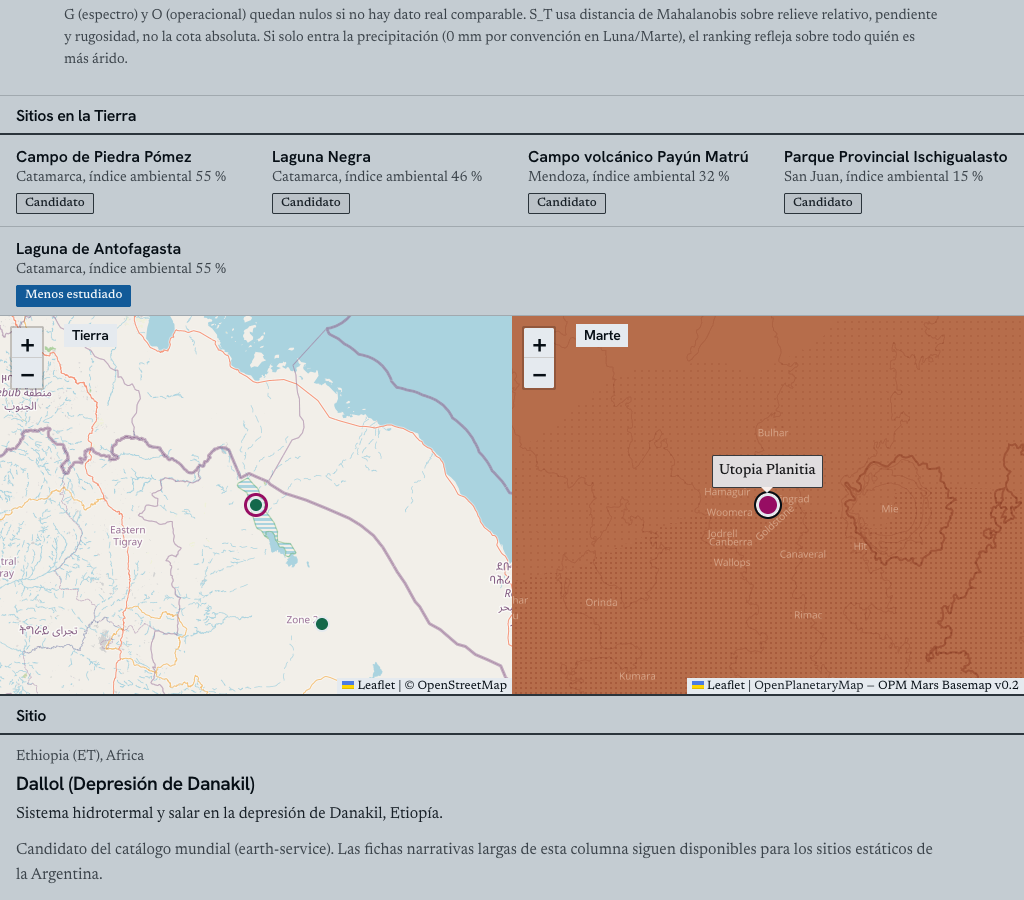 G (espectro) y O (operacional) quedan nulos si no hay dato real comparable. S_T usa distancia de Mahalanobis sobre relieve relativo, pendiente
y rugosidad, no la cota absoluta. Si solo entra la precipitación (0 mm por convención en Luna/Marte), el ranking refleja sobre todo quién es
más árido.
Sitios en la Tierra
Campo de Piedra Pómez
Catamarca, índice ambiental 55 %
Candidato
Laguna Negra
Catamarca, índice ambiental 46 %
Candidato
Campo volcánico Payún Matrú
Mendoza, índice ambiental 32 %
Candidato
Parque Provincial Ischigualasto
San Juan, índice ambiental 15 %
Candidato
Laguna de Antofagasta
Catamarca, índice ambiental 55 %
Menos estudiado
+
−
Tierra
منطقة
الجنوب
Eastern
Tigray
ትግራይ تجراي
Zone
Leaflet | © OpenStreetMap
+
−
Marte
Bulhar
Utopia Planitia
Hamaguir
Woomera
Goldstone
Mie
Jodrell
Canberra
Hit
Canaveral
Wallops
Orinda
Rimac
Kumara
Leaflet | OpenPlanetaryMap – OPM Mars Basemap v0.2
Sitio
Ethiopia (ET), Africa
Dallol (Depresión de Danakil)
Sistema hidrotermal y salar en la depresión de Danakil, Etiopía.
Candidato del catálogo mundial (earth-service). Las fichas narrativas largas de esta columna siguen disponibles para los sitios estáticos de
la Argentina.